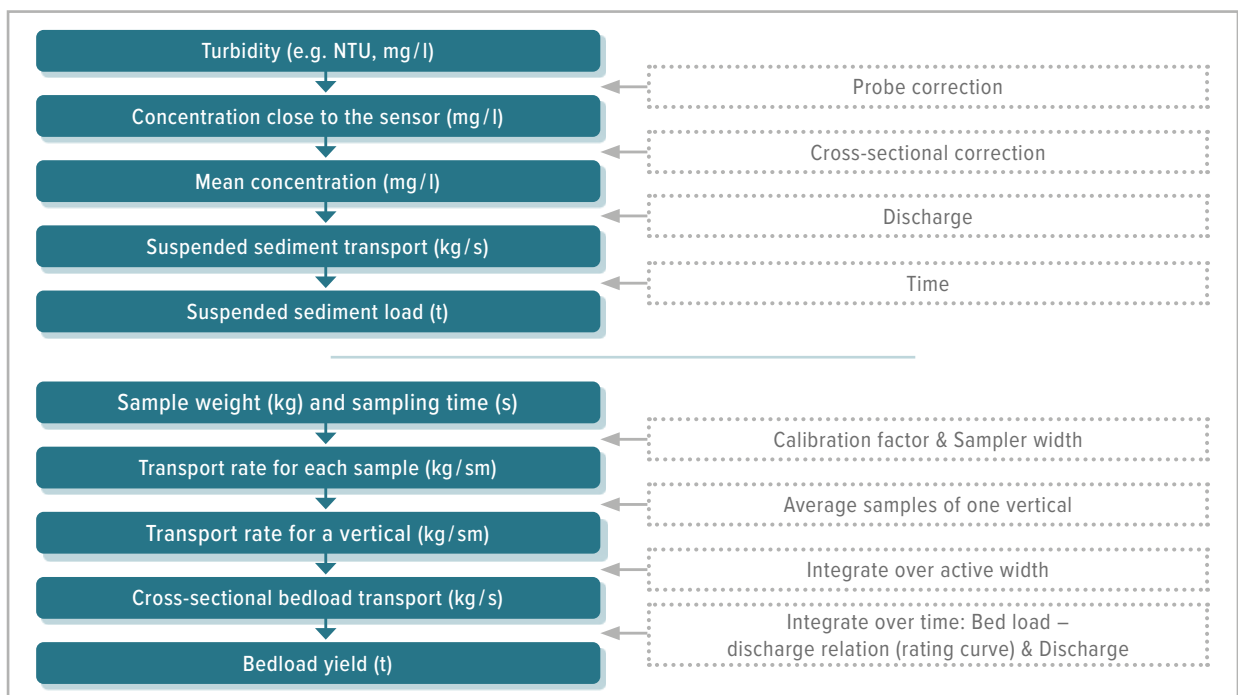 Turbidity (e.g. NTU, mg/l)
Probe correction
Concentration close to the sensor (mg/l)
Cross-sectional correction
Mean concentration (mg/l)
Discharge
Suspended sediment transport (kg/s)
Time
Suspended sediment load (t)
Sample weight (kg) and sampling time (s)
Calibration factor & Sampler width
Transport rate for each sample (kg/sm)
Average samples of one vertical
Transport rate for a vertical (kg/sm)
Integrate over active width
Cross-sectional bedload transport (kg/s)
Integrate over time: Bed load –
discharge relation (rating curve) & Discharge
Bedload yield (t)